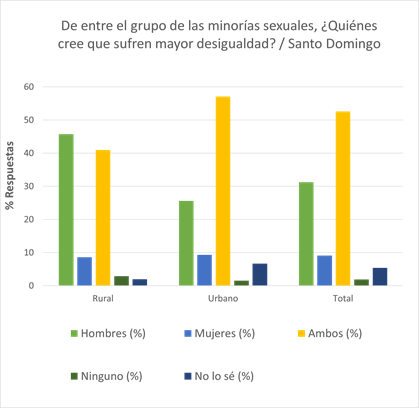 De entre el grupo de las minorías sexuales, ¿Quiénes
cree que sufren mayor desigualdad? / Santo Domingo
% Respuestas
60
50
40
30
20
10
0
Rural
Urbano
Total
Hombres (%)
Mujeres (%)
Ambos (%)
Ninguno (%)
No lo sé (%)